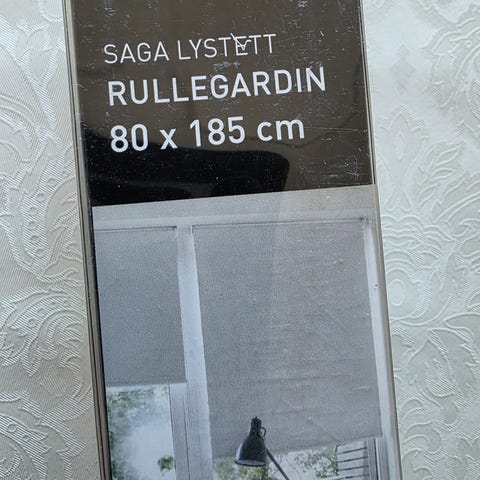 SAGA LYSTETT
RULLEGARDIN
80 x 185 cm